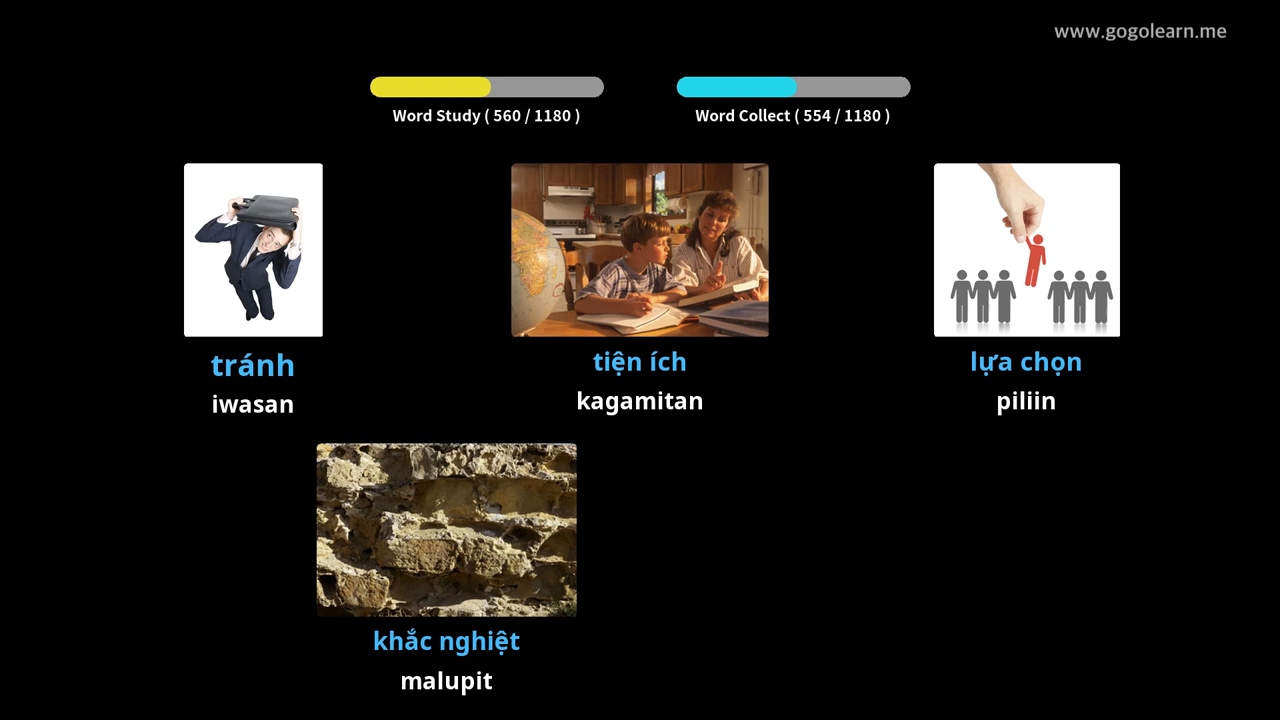 www.gogolearn.me
Word Study ( 560 / 1180 )
Word Collect ( 554 / 1180 )
tránh
iwasan
tiện ích
kagamitan
lựa chọn
piliin
khắc nghiệt
malupit